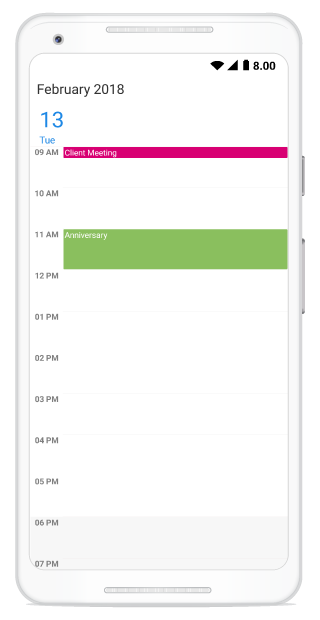 8.00
February 2018
13
Tue
09 AM Client Meeting
10 AM
11 AM Anniversary
12 PM
01 PM
02 PM
03 PM
04 PM
05 PM
06 PM
07 PM